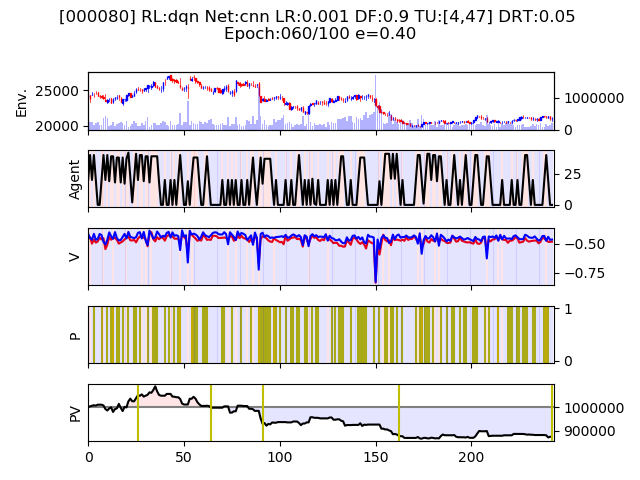 [000080] RL:dqn Net:cnn LR:0.001 DF:0.9 TU:[4,47] DRT:0.05
Epoch:060/100 e=0.40
Env.
25000
20000
1000000
0
Agent
25
0
V
−0.50
−0.75
P
1
0
PV
1000000
900000
0
50
100
150
200